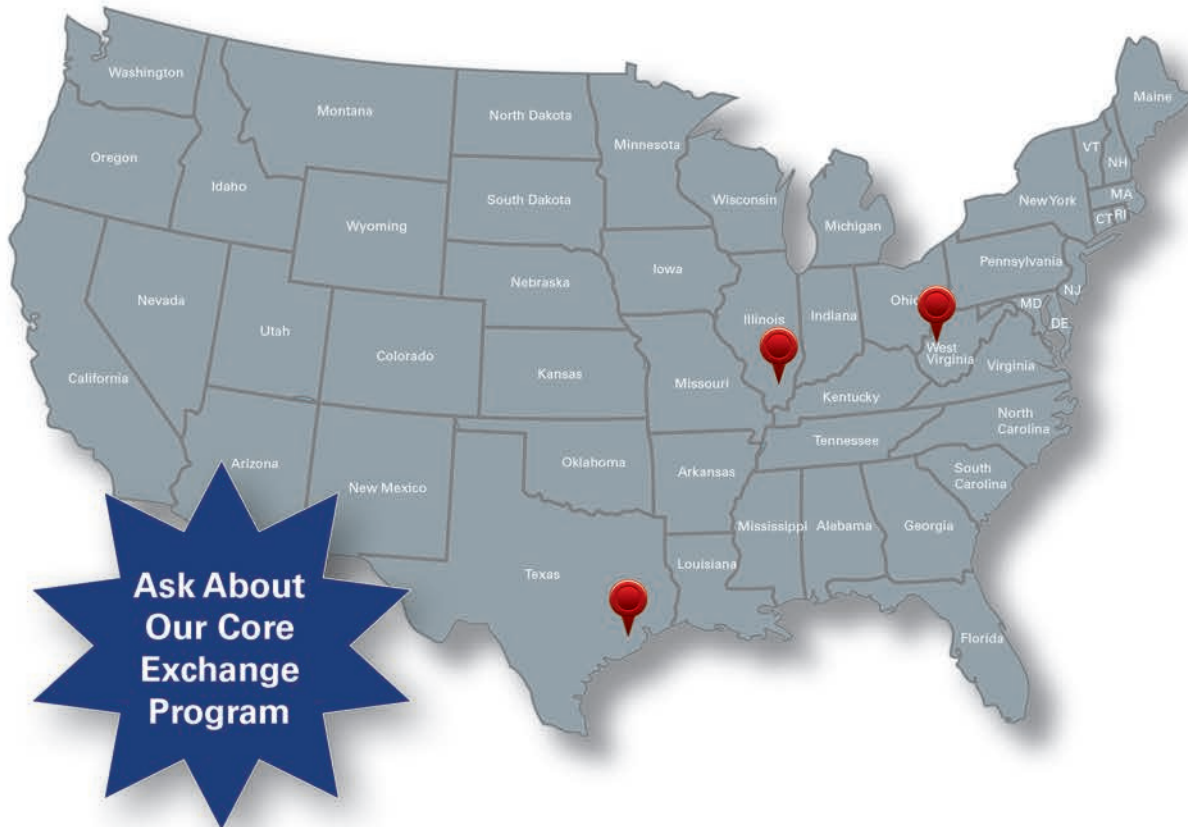 Washington
Montana
North Dakota
Minnesota
Maine
VT
NH
Oregon
Idaho
South Dakota
Wisconsin
Michigan
New York
MA
CT
RI
Wyoming
Iowa
Pennsylvania
Nebraska
NJ
Nevada
Utah
Illinois
Indiana
Ohio
MD
DE
California
Colorado
Kansas
Missouri
West
Virginia
Virginia
Kentucky
North
Carolina
Tennessee
Arizona
New Mexico
Oklahoma
Arkansas
South
Carolina
Mississippi
Alabama
Georgia
Texas
Louisiana
Florida
Ask About
Our Core
Exchange
Program